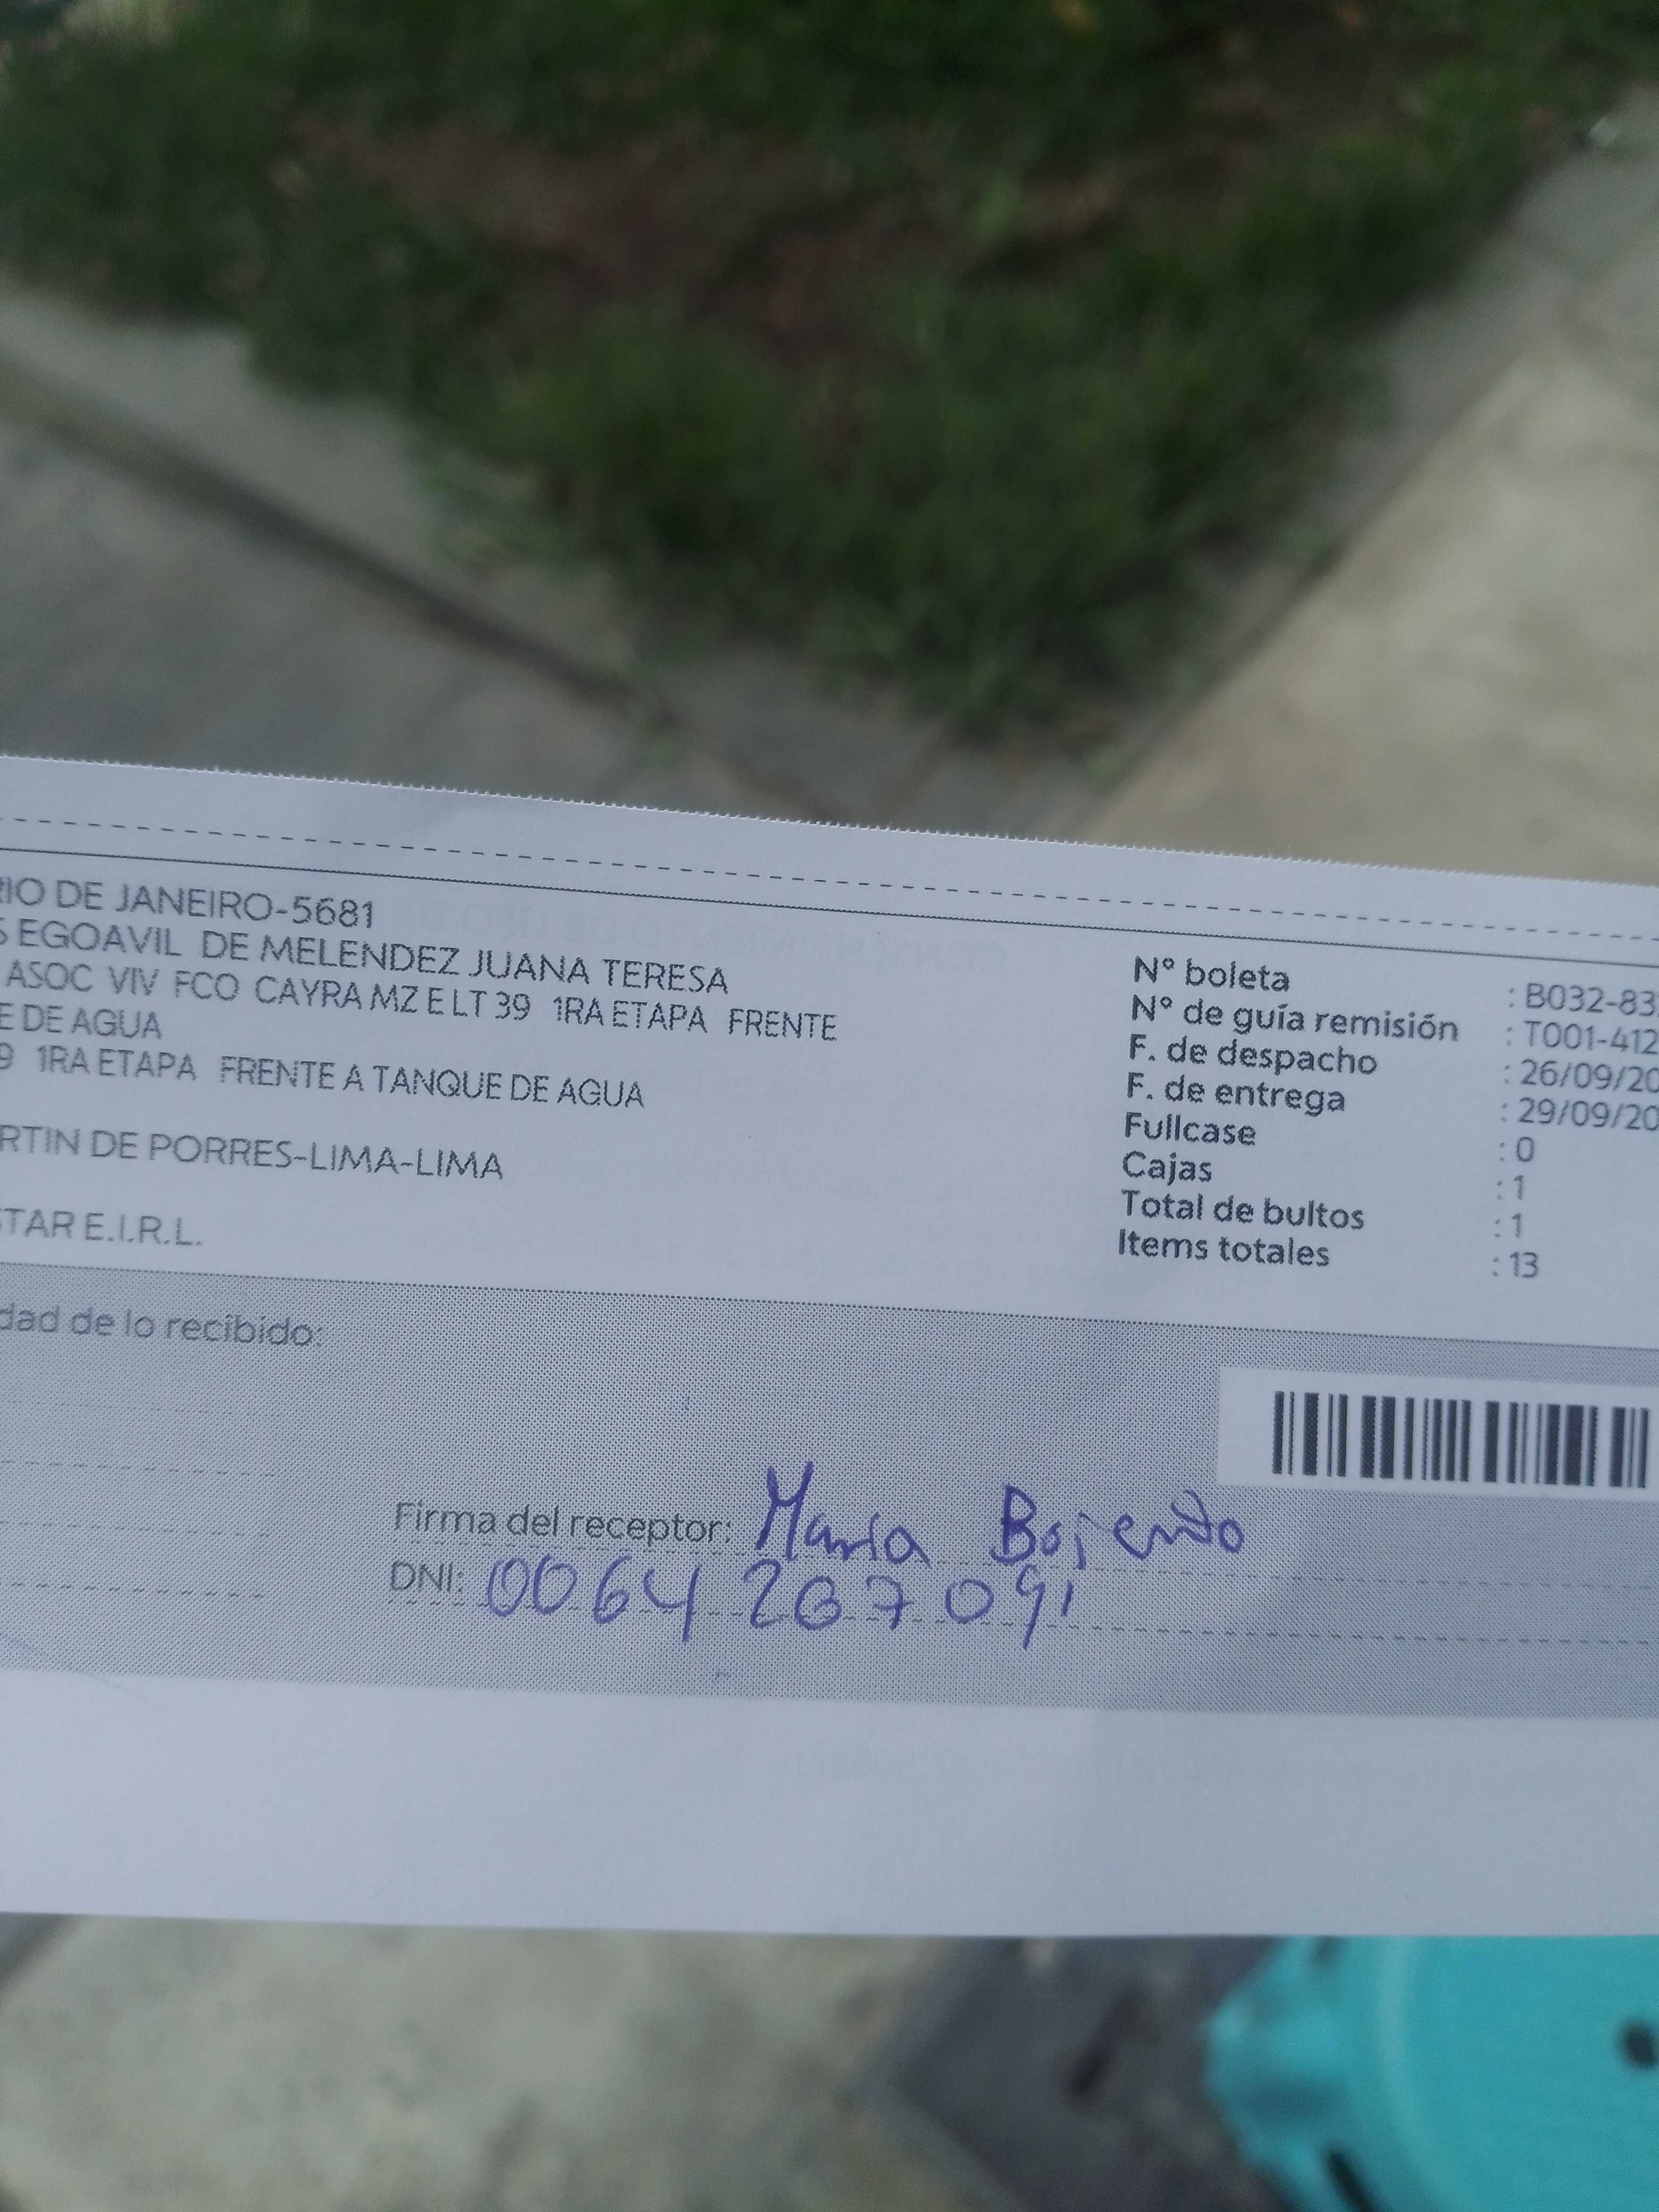 RIO DE JANEIRO-5681
S EGOAVIL DE MELENDEZ JUANA TERESA
ASOC VIV FCO CAYRA MZ E LT 39 1RA ETAPA FRENTE
E DE AGUA
9 1RA ETAPA FRENTE A TANQUE DE AGUA
RTIN DE PORRES-LIMA-LIMA
STAR E.I.R.L.
N° boleta : B032-83
N° de guía remisión : T001-412
F. de despacho : 26/09/20
F. de entrega : 29/09/20
Fullcase : 0
Cajas : 1
Total de bultos : 1
Items totales : 13
dad de lo recibido:
Firma del receptor: Maria
DNI: 0064267091